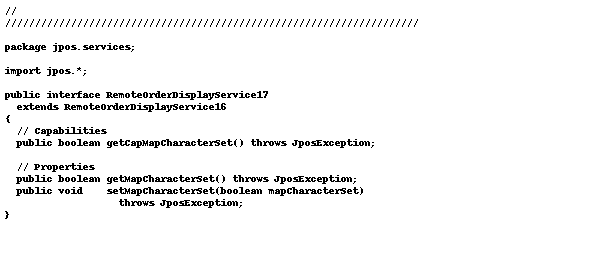 //
/////////////////////////////////////////////////////////////////////

package jpos.services;

import jpos.*;

public interface RemoteOrderDisplayService17
  extends RemoteOrderDisplayService16
{
  // Capabilities
  public boolean getCapMapCharacterSet() throws JposException;

  // Properties
  public boolean getMapCharacterSet() throws JposException;
  public void    setMapCharacterSet(boolean mapCharacterSet)
                   throws JposException;
}